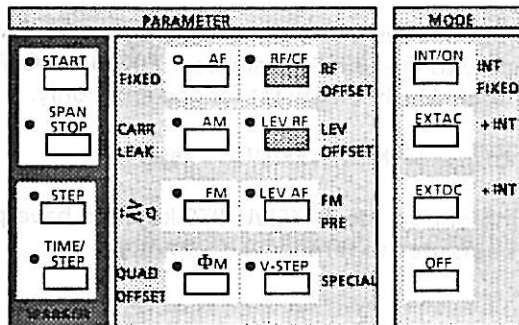 PARAMETER
MODE
START
SPAN
STOP
STEP
TIME/
STEP
MARKER
FIXED
AF
RF/CF
RF
OFFSET
CARR
LEAK
AM
LEV RF
LEV
OFFSET
FM
LEV AF
FM
PRE
QUAD
OFFSET
ΦM
V-STEP
SPECIAL
INT/ON
INT
FIXED
EXTAC
+INT
EXTDC
+INT
OFF